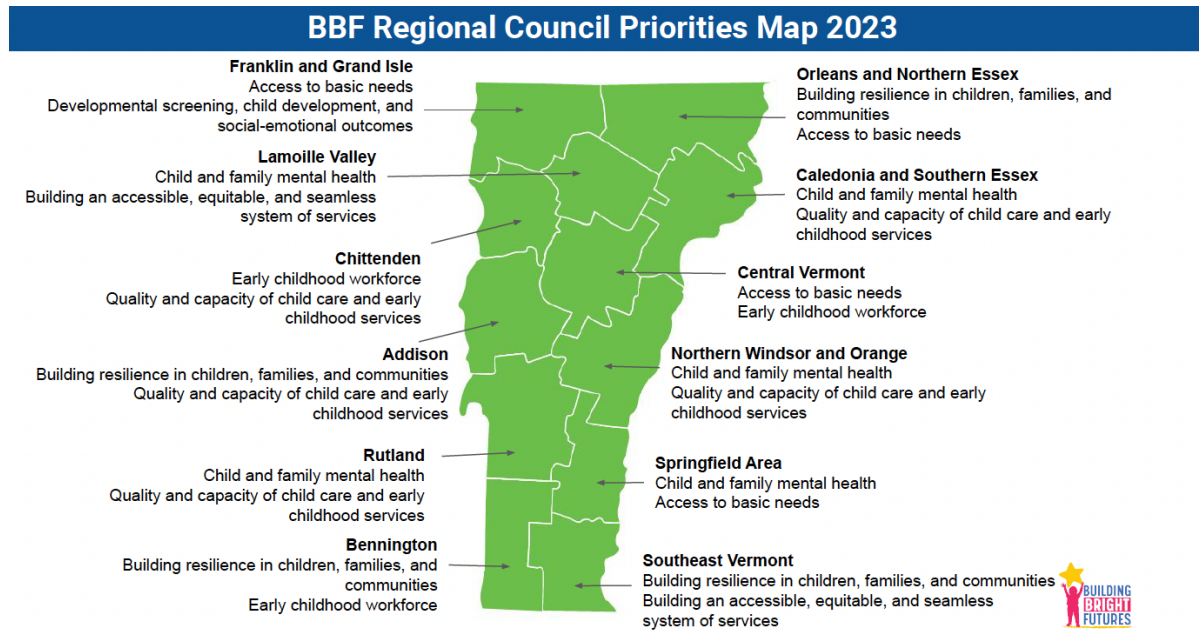 BBF Regional Council Priorities Map 2023
Franklin and Grand Isle
Access to basic needs
Developmental screening, child development, and
social-emotional outcomes
Lamoille Valley
Child and family mental health
Building an accessible, equitable, and seamless
system of services
Chittenden
Early childhood workforce
Quality and capacity of child care and early
childhood services
Addison
Building resilience in children, families, and communities
Quality and capacity of child care and early
childhood services
Rutland
Child and family mental health
Quality and capacity of child care and early
childhood services
Bennington
Building resilience in children, families, and
communities
Early childhood workforce
Orleans and Northern Essex
Building resilience in children, families, and
communities
Access to basic needs
Caledonia and Southern Essex
Child and family mental health
Quality and capacity of child care and early
childhood services
Central Vermont
Access to basic needs
Early childhood workforce
Northern Windsor and Orange
Child and family mental health
Quality and capacity of child care and early
childhood services
Springfield Area
Child and family mental health
Access to basic needs
Southeast Vermont
Building resilience in children, families, and communities
Building an accessible, equitable, and seamless
system of services
BUILDING
BRIGHT
FUTURES